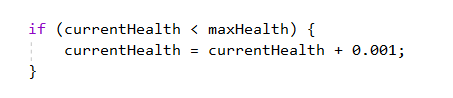 if (currentHealth < maxHealth) {
    currentHealth = currentHealth + 0.001;
}